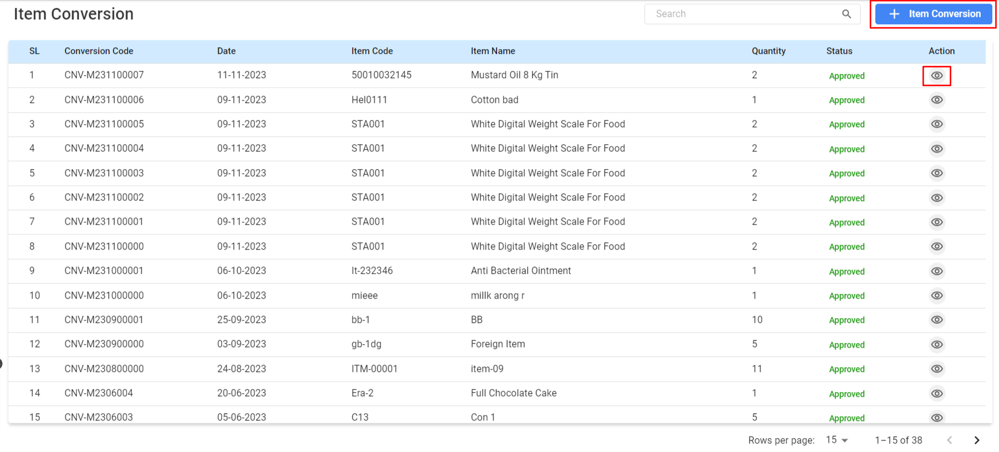 Item Conversion
Search
+ Item Conversion
SL Conversion Code Date Item Code Item Name Quantity Status Action
1 CNV-M231100007 11-11-2023 50010032145 Mustard Oil 8 Kg Tin 2 Approved
2 CNV-M231100006 09-11-2023 Hel0111 Cotton bad 1 Approved
3 CNV-M231100005 09-11-2023 STA001 White Digital Weight Scale For Food 2 Approved
4 CNV-M231100004 09-11-2023 STA001 White Digital Weight Scale For Food 2 Approved
5 CNV-M231100003 09-11-2023 STA001 White Digital Weight Scale For Food 2 Approved
6 CNV-M231100002 09-11-2023 STA001 White Digital Weight Scale For Food 2 Approved
7 CNV-M231100001 09-11-2023 STA001 White Digital Weight Scale For Food 2 Approved
8 CNV-M231100000 09-11-2023 STA001 White Digital Weight Scale For Food 2 Approved
9 CNV-M231000001 06-10-2023 It-232346 Anti Bacterial Ointment 1 Approved
10 CNV-M231000000 06-10-2023 mieee millk arong r 1 Approved
11 CNV-M230900001 25-09-2023 bb-1 BB 10 Approved
12 CNV-M230900000 03-09-2023 gb-1dg Foreign Item 5 Approved
13 CNV-M230800000 24-08-2023 ITM-00001 item-09 11 Approved
14 CNV-M2306004 20-06-2023 Era-2 Full Chocolate Cake 1 Approved
15 CNV-M2306003 05-06-2023 C13 Con 1 5 Approved
Rows per page: 15 1–15 of 38